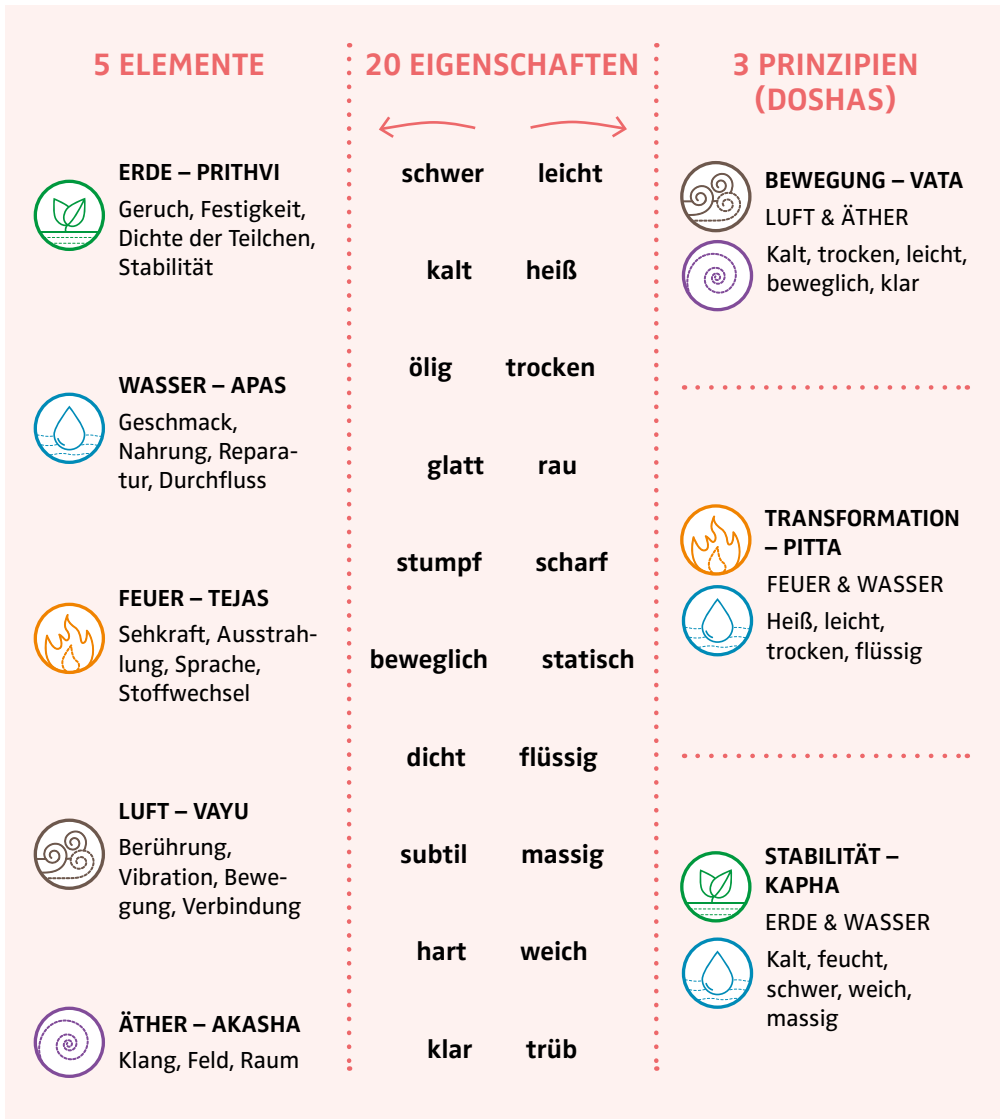 5 ELEMENTE
ERDE – PRITHVI
Geruch, Festigkeit,
Dichte der Teilchen,
Stabilität
WASSER – APAS
Geschmack,
Nahrung, Repara-
tur, Durchfluss
FEUER – TEJAS
Sehkraft, Ausstrah-
lung, Sprache,
Stoffwechsel
LUFT – VAYU
Berührung,
Vibration, Bewe-
gung, Verbindung
ÄTHER – AKASHA
Klang, Feld, Raum
20 EIGENSCHAFTEN
schwer leicht
kalt heiß
ölig trocken
glatt rau
stumpf scharf
beweglich statisch
dicht flüssig
subtil massig
hart weich
klar trüb
3 PRINZIPIEN
(DOSHAS)
BEWEGUNG – VATA
LUFT & ÄTHER
Kalt, trocken, leicht,
beweglich, klar
TRANSFORMATION
– PITTA
FEUER & WASSER
Heiß, leicht,
trocken, flüssig
STABILITÄT –
KAPHA
ERDE & WASSER
Kalt, feucht,
schwer, weich,
massig